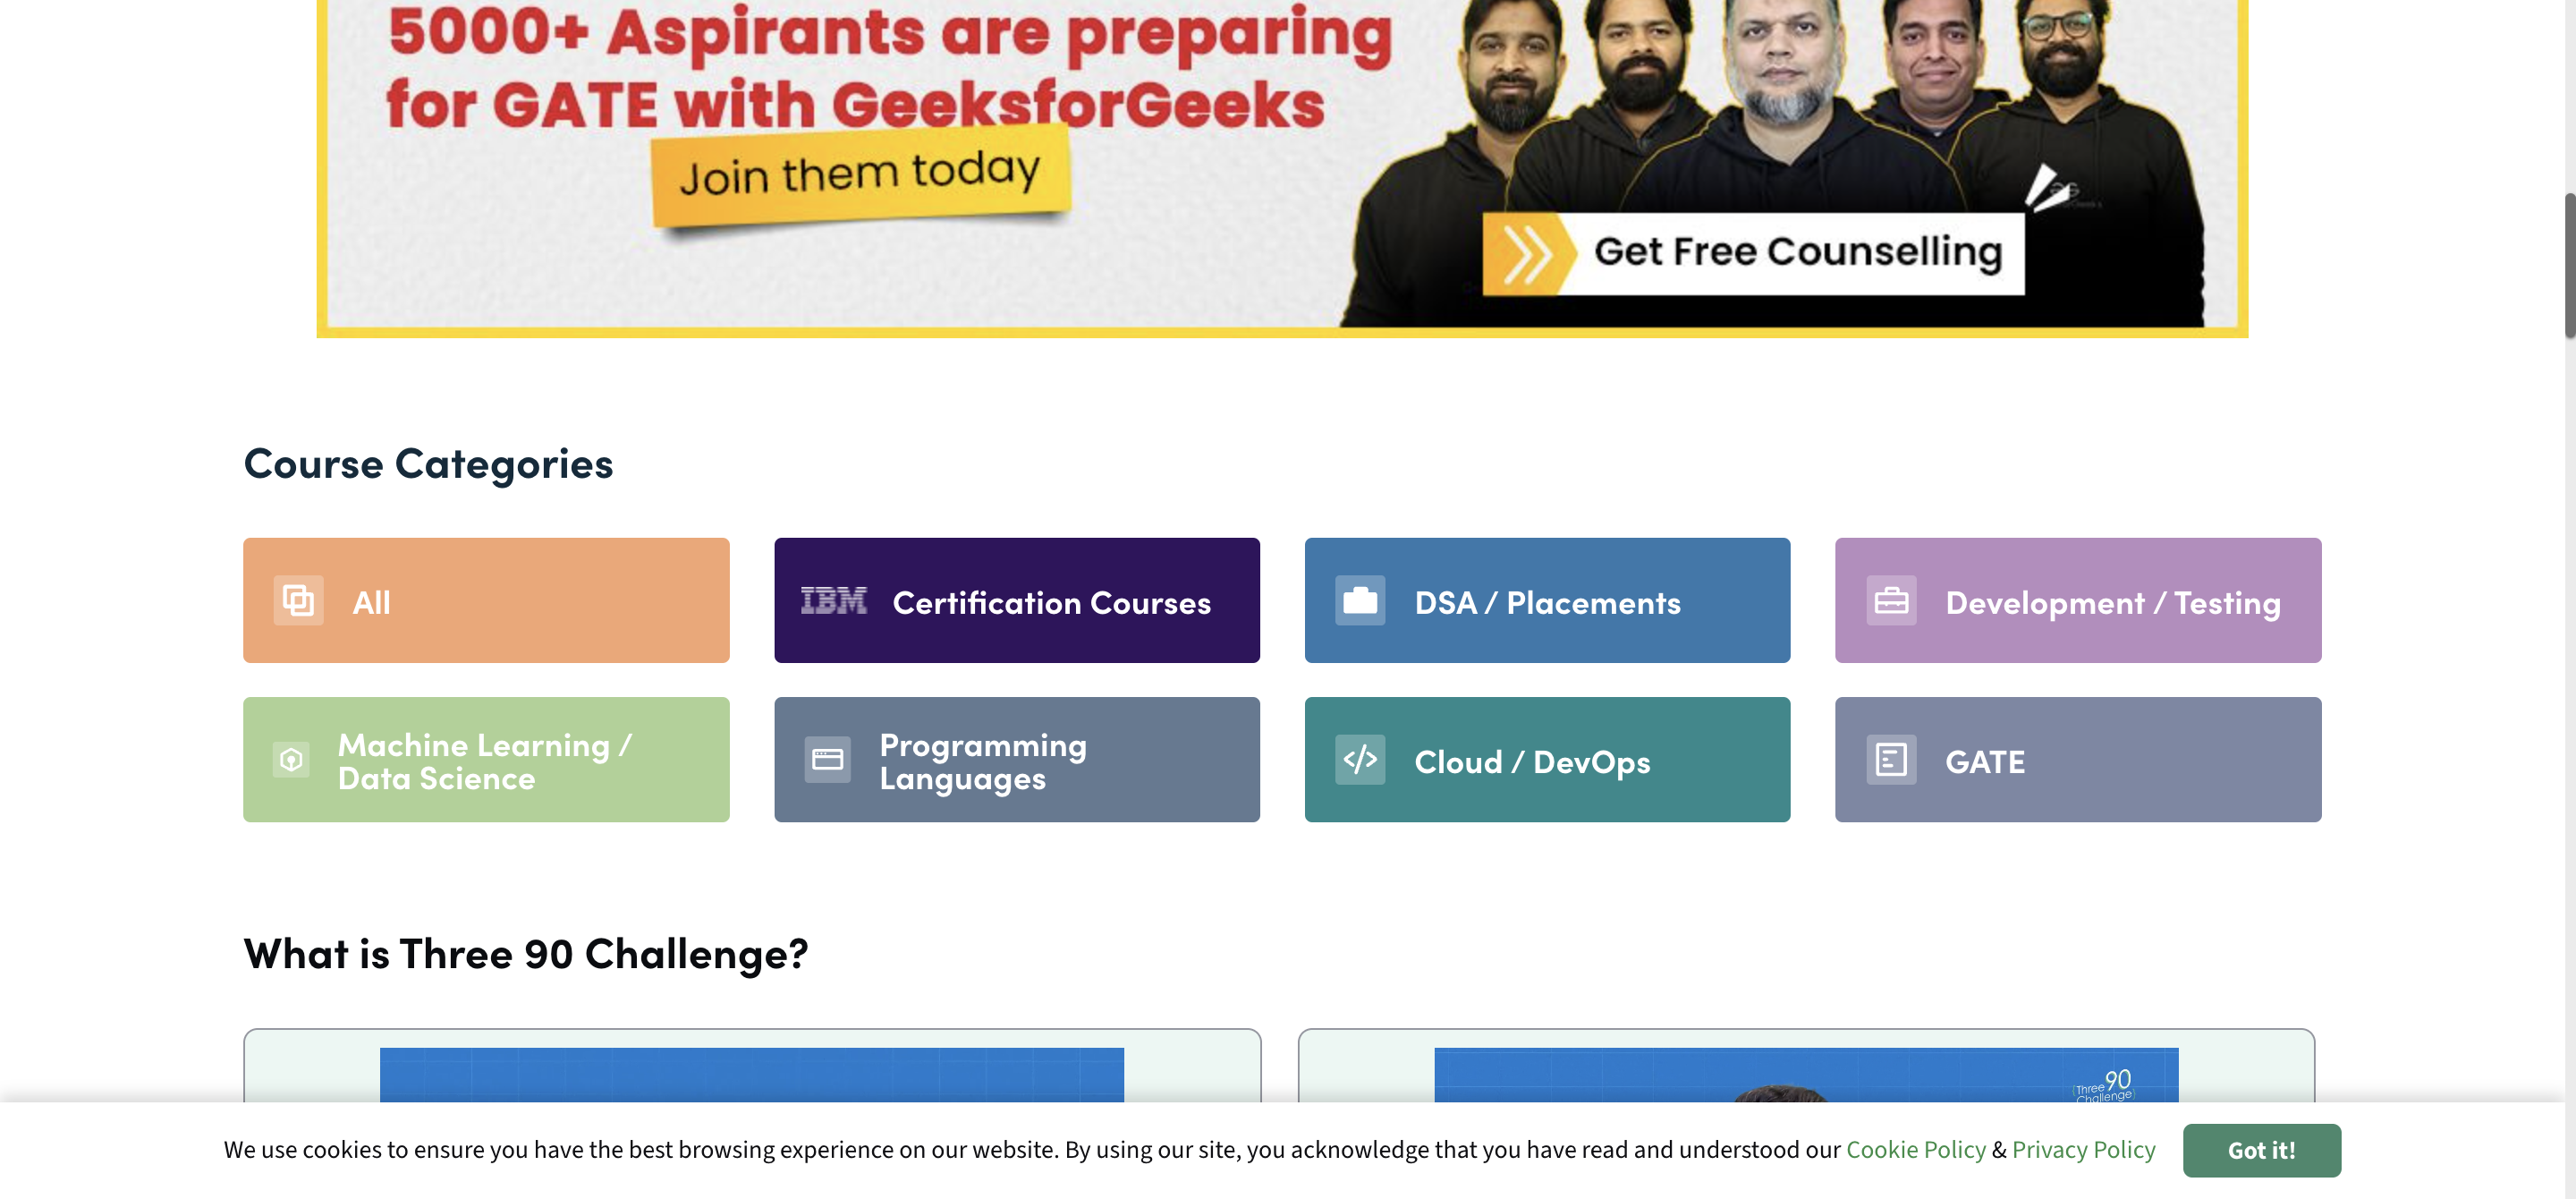 5000+ Aspirants are preparing
for GATE with GeeksforGeeks
Join them today
Get Free Counselling
Course Categories
All
IBM Certification Courses
DSA / Placements
Development / Testing
Machine Learning /
Data Science
Programming
Languages
Cloud / DevOps
GATE
What is Three 90 Challenge?
Three 90
Challenge
We use cookies to ensure you have the best browsing experience on our website. By using our site, you acknowledge that you have read and understood our Cookie Policy & Privacy Policy
Got it!